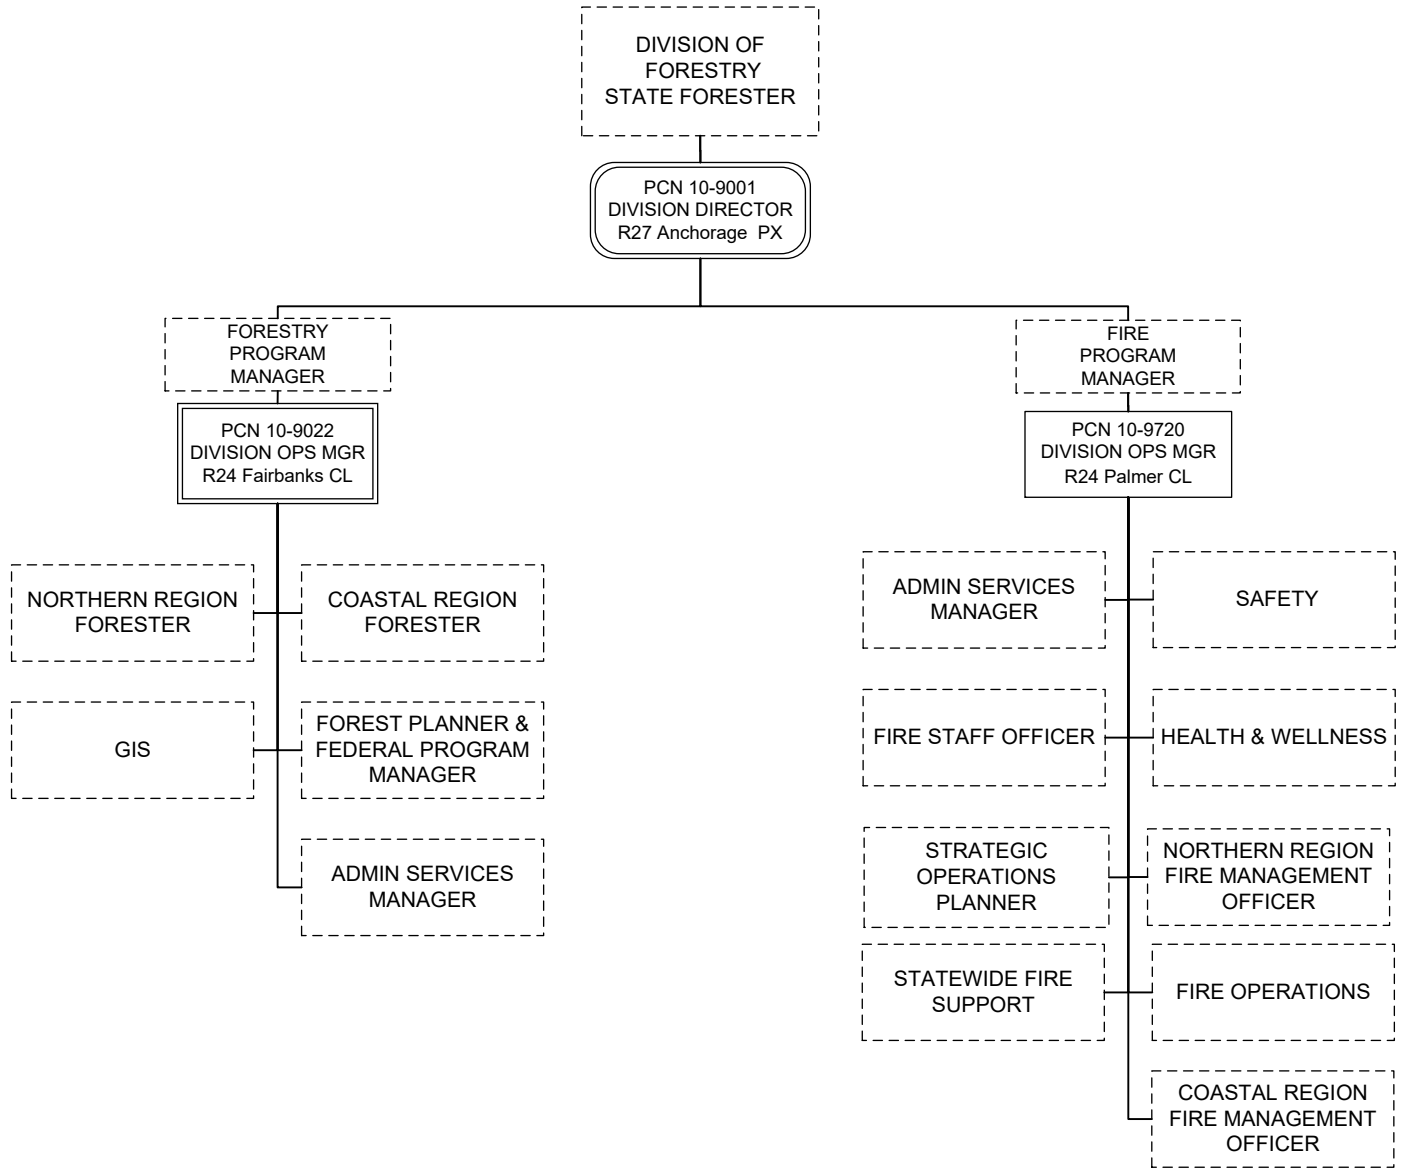 DIVISION OF
FORESTRY
STATE FORESTER
PCN 10-9001
DIVISION DIRECTOR
R27 Anchorage  PX
FORESTRY
PROGRAM
MANAGER
PCN 10-9022
DIVISION OPS MGR
R24 Fairbanks CL
NORTHERN REGION
FORESTER
COASTAL REGION
FORESTER
GIS
FOREST PLANNER &
FEDERAL PROGRAM
MANAGER
ADMIN SERVICES
MANAGER
FIRE
PROGRAM
MANAGER
PCN 10-9720
DIVISION OPS MGR
R24 Palmer CL
ADMIN SERVICES
MANAGER
SAFETY
FIRE STAFF OFFICER
HEALTH & WELLNESS
STRATEGIC
OPERATIONS
PLANNER
NORTHERN REGION
FIRE MANAGEMENT
OFFICER
STATEWIDE FIRE
SUPPORT
FIRE OPERATIONS
COASTAL REGION
FIRE MANAGEMENT
OFFICER